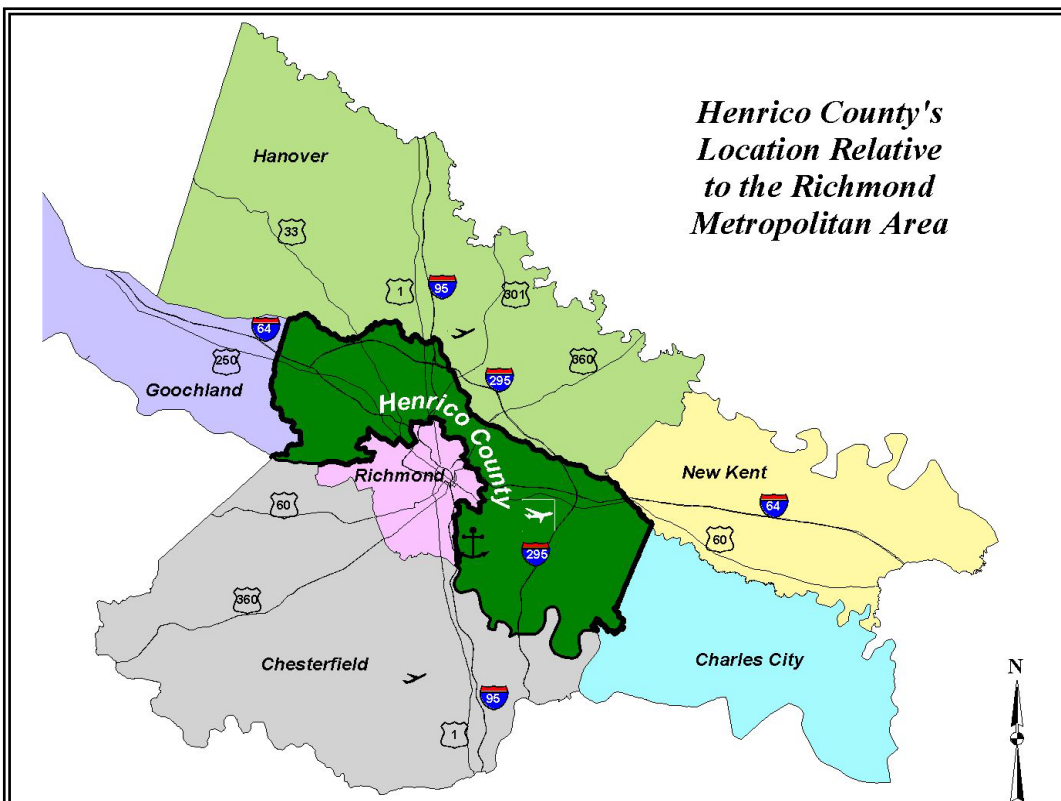 Henrico County's
Location Relative
to the Richmond
Metropolitan Area
Hanover
33
1
95
301
64
250
360
Goochland
295
Henrico County
Richmond
New Kent
60
64
60
295
360
Chesterfield
Charles City
N
95
1